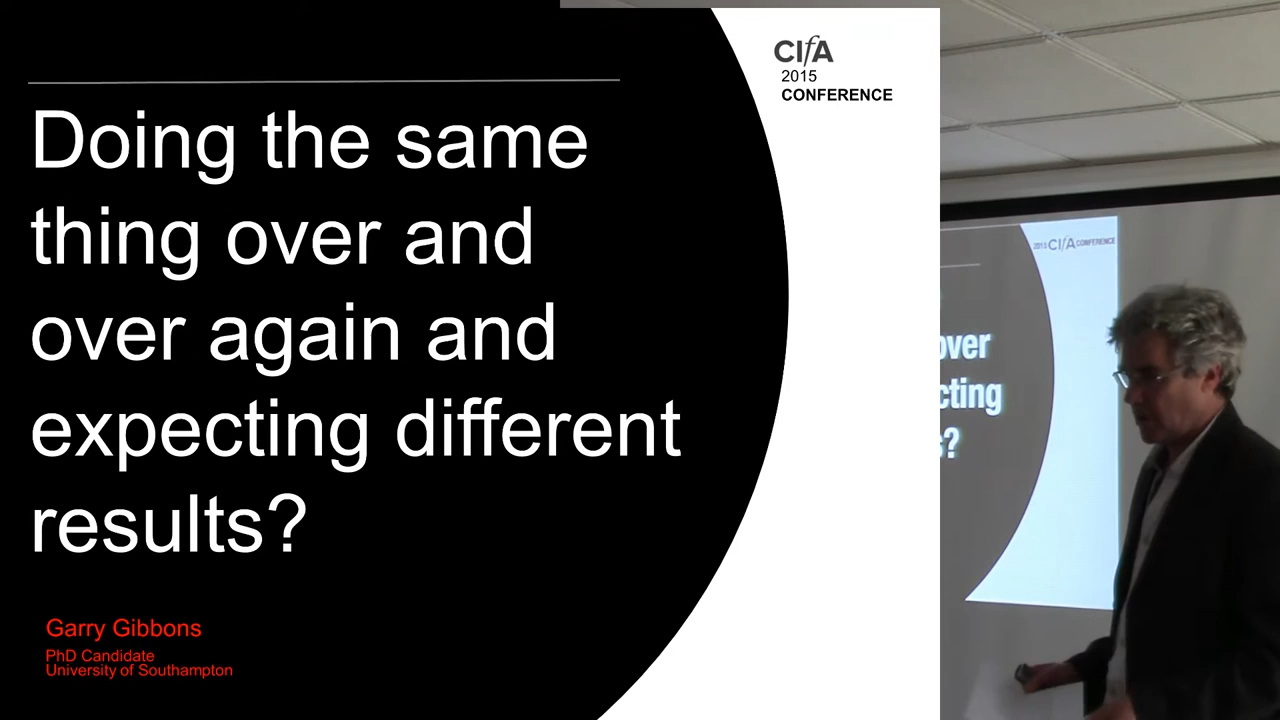 CIfA
2015
CONFERENCE
Doing the same
thing over and
over again and
expecting different
results?
Garry Gibbons
PhD Candidate
University of Southampton
2015 CIfA CONFERENCE
over
cting
s?